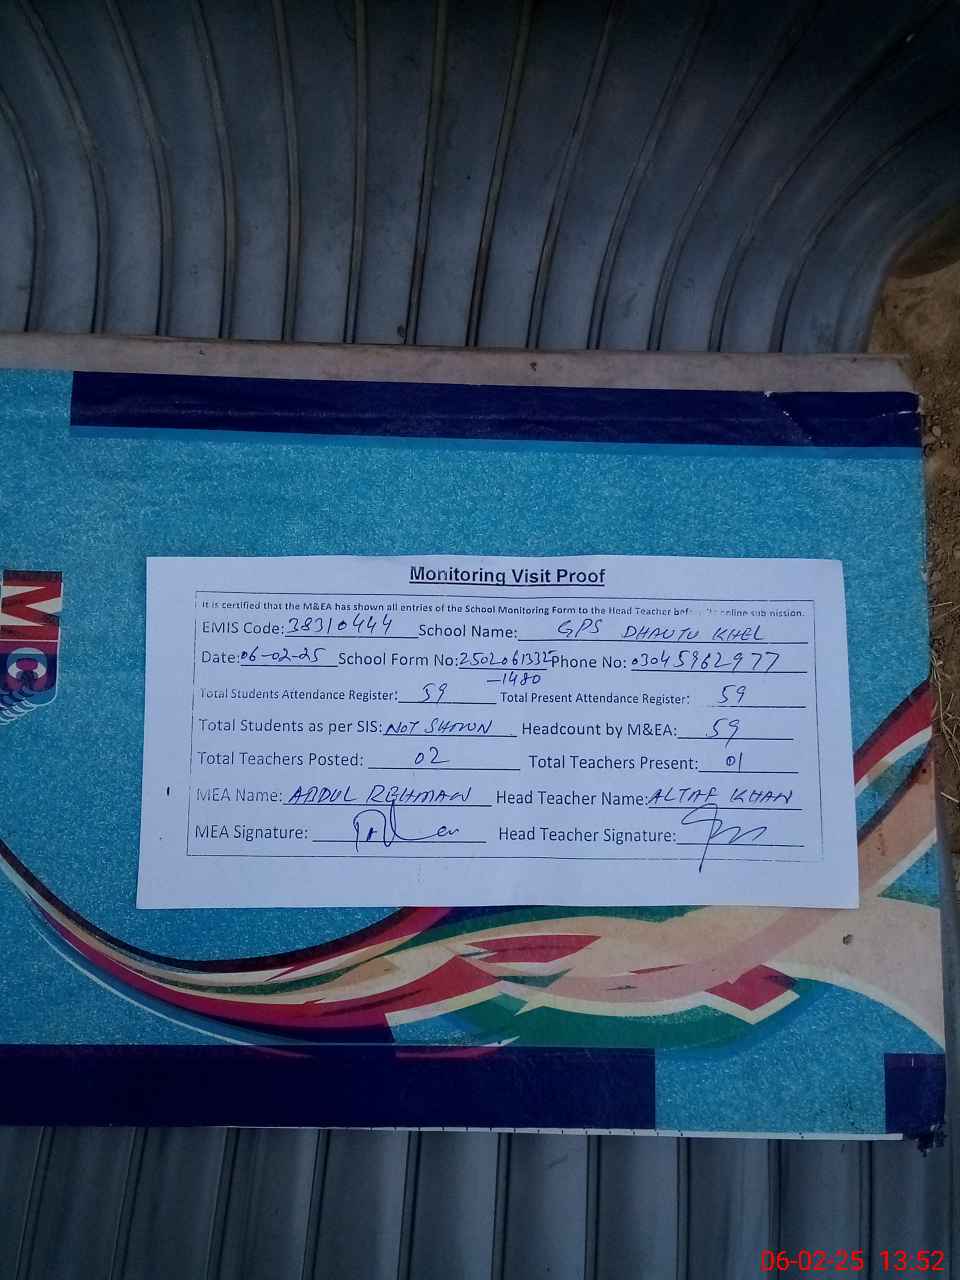 Monitoring Visit Proof
It is certified that the M&EA has shown all entries of the School Monitoring Form to the Head Teacher before its online submission.
EMIS Code: 38310444 School Name: GPS DHAUTU KHEL
Date: 06-02-25 School Form No: 2502061332 Phone No: 03045962977
-1480
Total Students Attendance Register: 59 Total Present Attendance Register: 59
Total Students as per SIS: NOT SHOWN Headcount by M&EA: 59
Total Teachers Posted: 02 Total Teachers Present: 01
MEA Name: ABDUL REHMAN Head Teacher Name: ALTAF KHAN
MEA Signature: Head Teacher Signature:
06-02-25 13:52